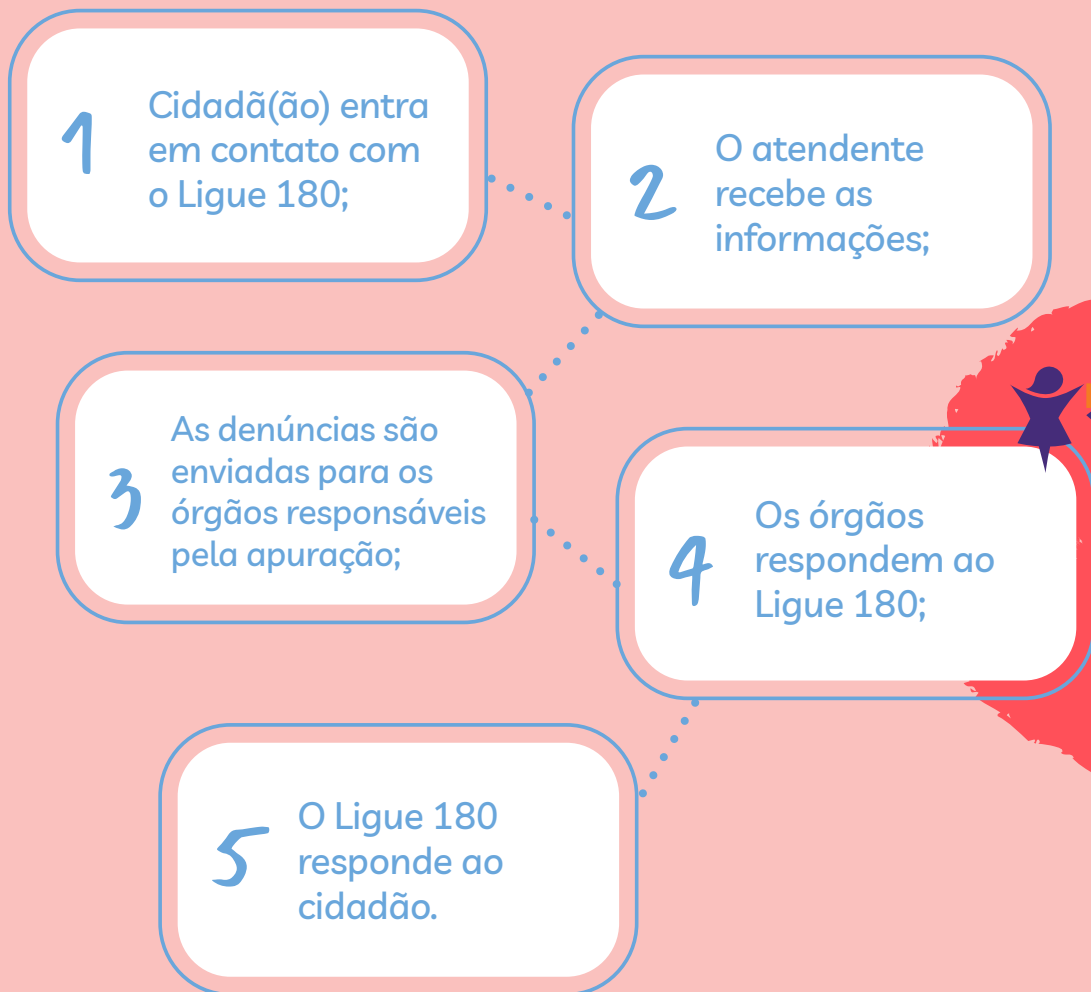 1
Cidadã(ão) entra
em contato com
o Ligue 180;
2
O atendente
recebe as
informações;
3
As denúncias são
enviadas para os
órgãos responsáveis
pela apuração;
4
Os órgãos
respondem ao
Ligue 180;
5
O Ligue 180
responde ao
cidadão.